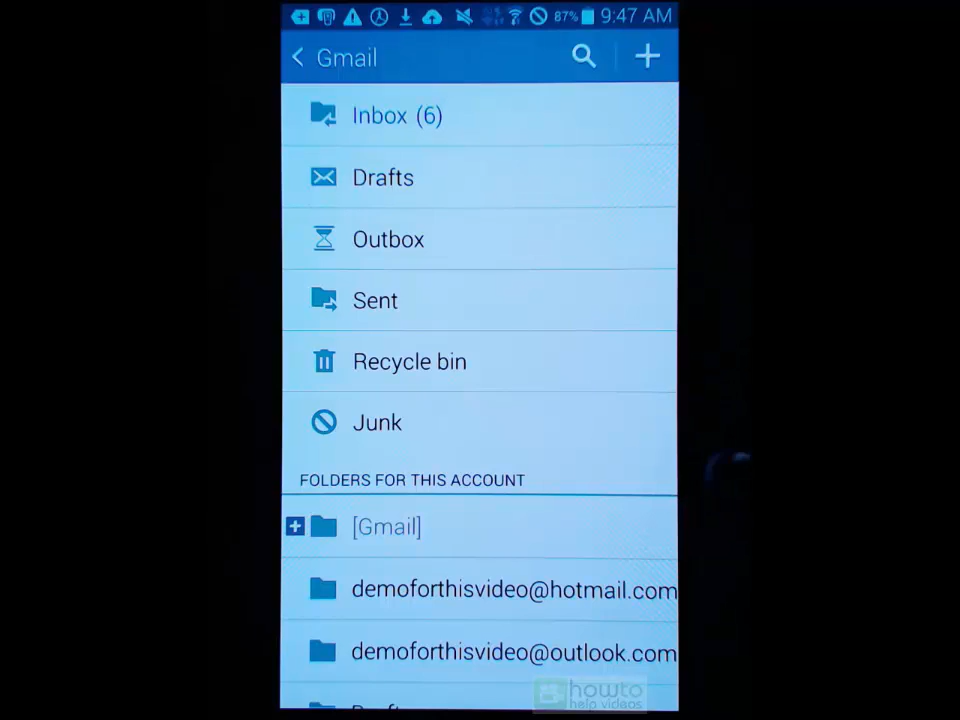 87% 9:47 AM
Gmail
Inbox (6)
Drafts
Outbox
Sent
Recycle bin
Junk
FOLDERS FOR THIS ACCOUNT
[Gmail]
demoforthisvideo@hotmail.com
demoforthisvideo@outlook.com
howto
help videos